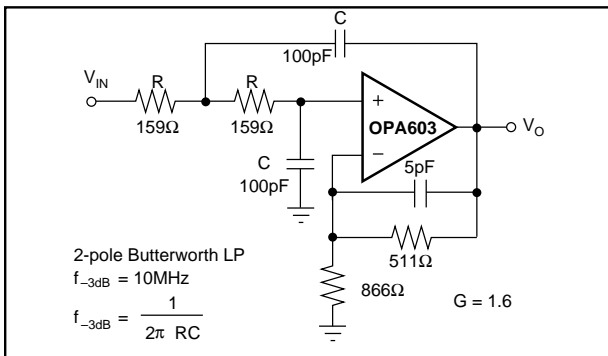 C
100pF
V_IN
R
R
159Ω
159Ω
+
OPA603
−
V_O
C
100pF
5pF
511Ω
866Ω
G = 1.6
2-pole Butterworth LP
f_−3dB = 10MHz
f_−3dB = 1 / 2π RC